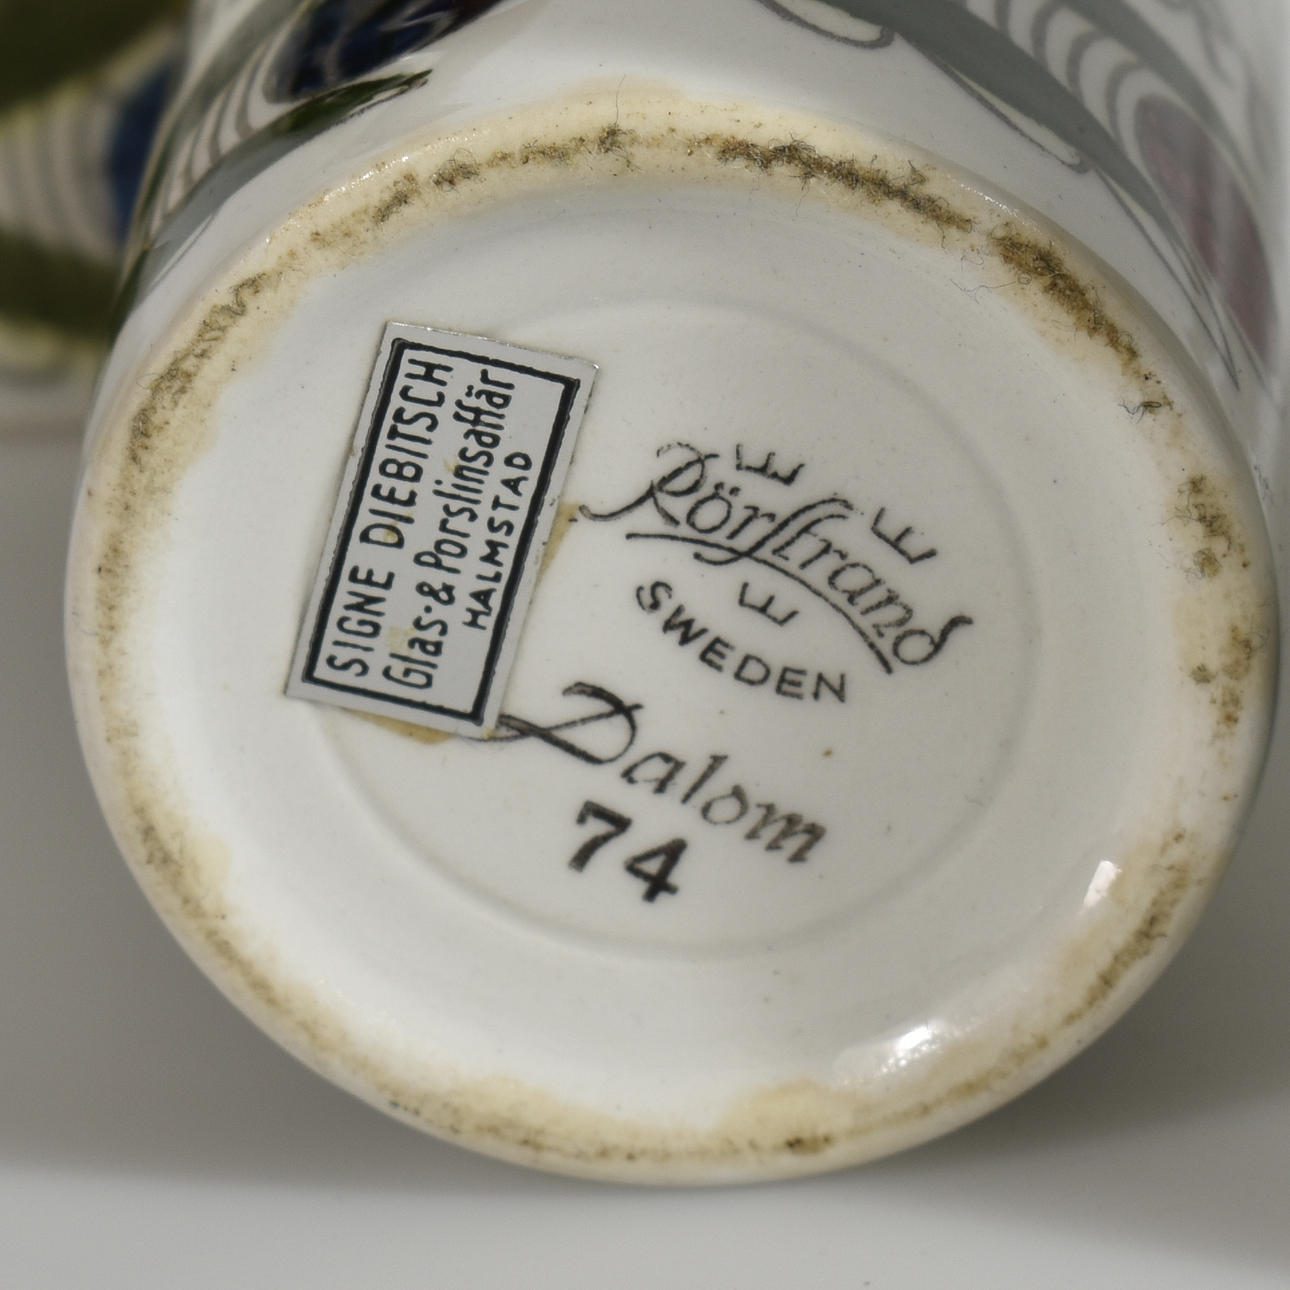 SIGNE DIEBITSCH
Glas- & Porslinsaffär
HALMSTAD
Rörstrand
SWEDEN
Dalom
74